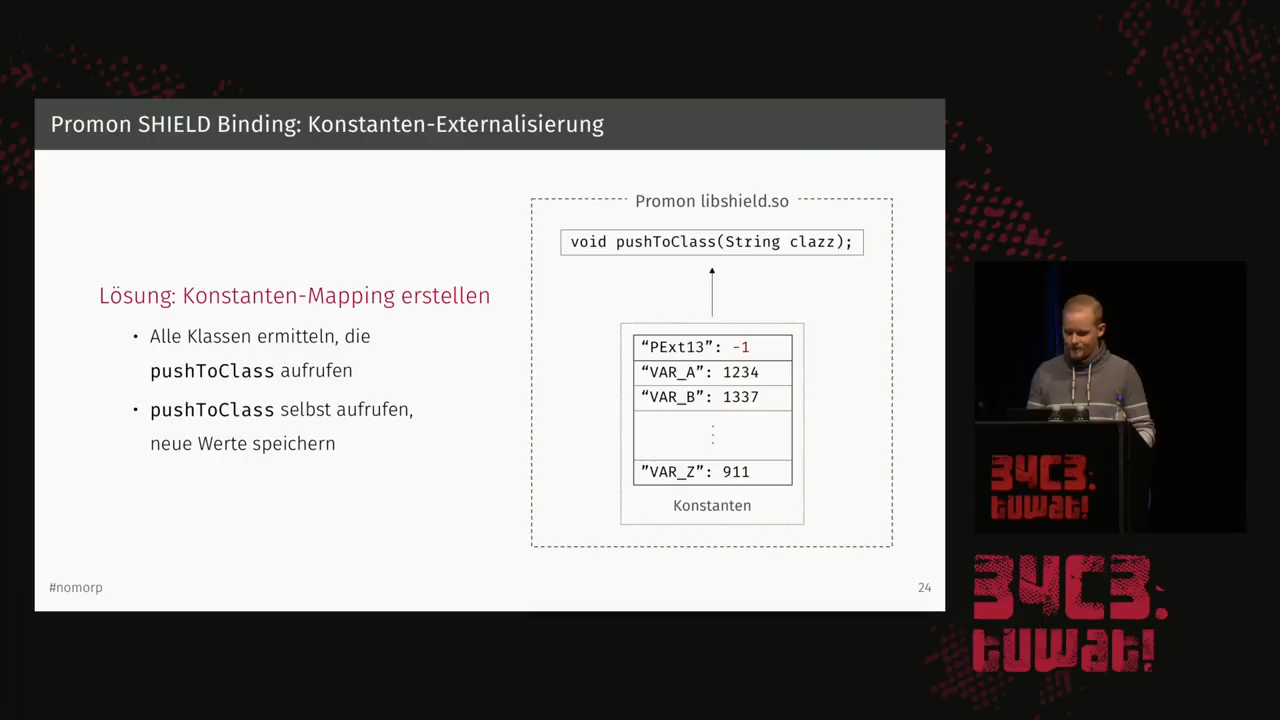 Promon SHIELD Binding: Konstanten-Externalisierung
Lösung: Konstanten-Mapping erstellen
• Alle Klassen ermitteln, die
pushToClass aufrufen
• pushToClass selbst aufrufen,
neue Werte speichern
Promon libshield.so
void pushToClass(String clazz);
“PExt13”: -1
“VAR_A”: 1234
“VAR_B”: 1337
”VAR_Z”: 911
Konstanten
#nomorp
24
34C3.
tuwat!
34C3.
tuwat!